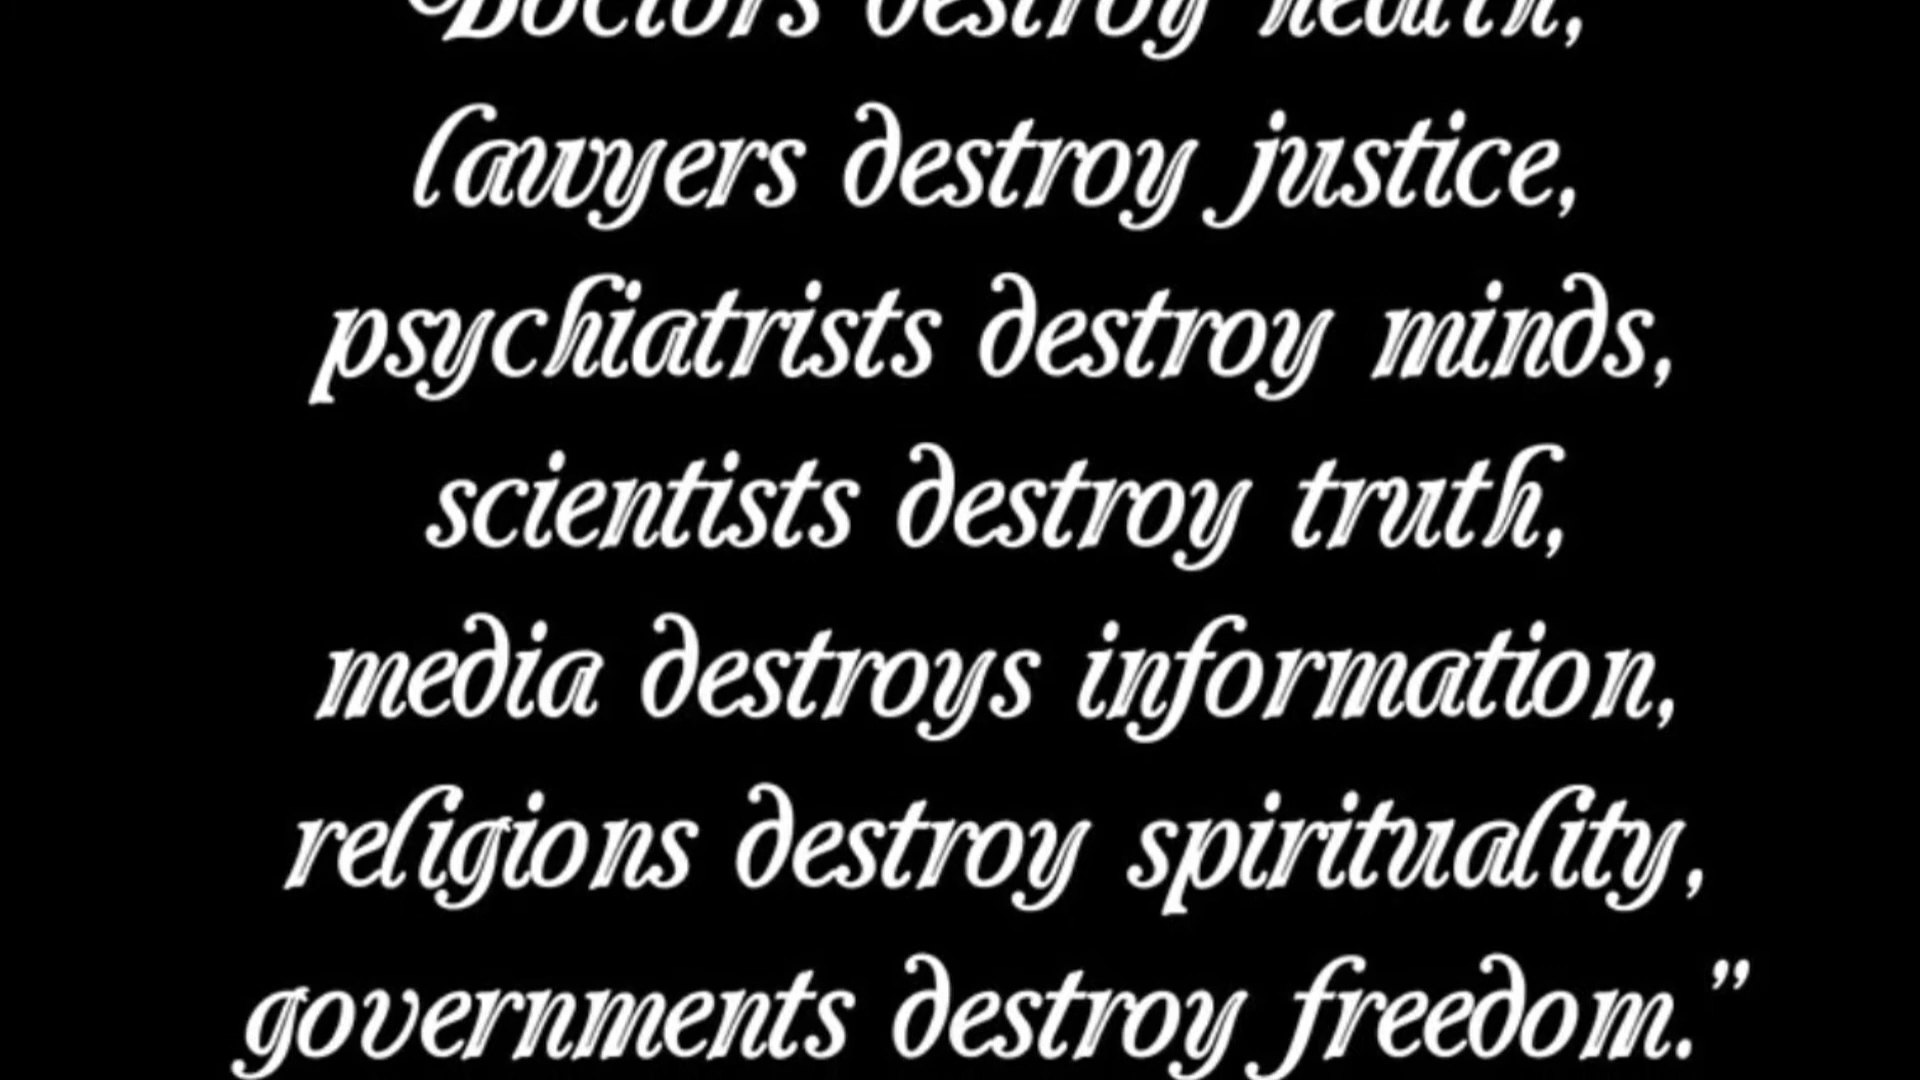 Doctors destroy health,
lawyers destroy justice,
psychiatrists destroy minds,
scientists destroy truth,
media destroys information,
religions destroy spirituality,
governments destroy freedom.”